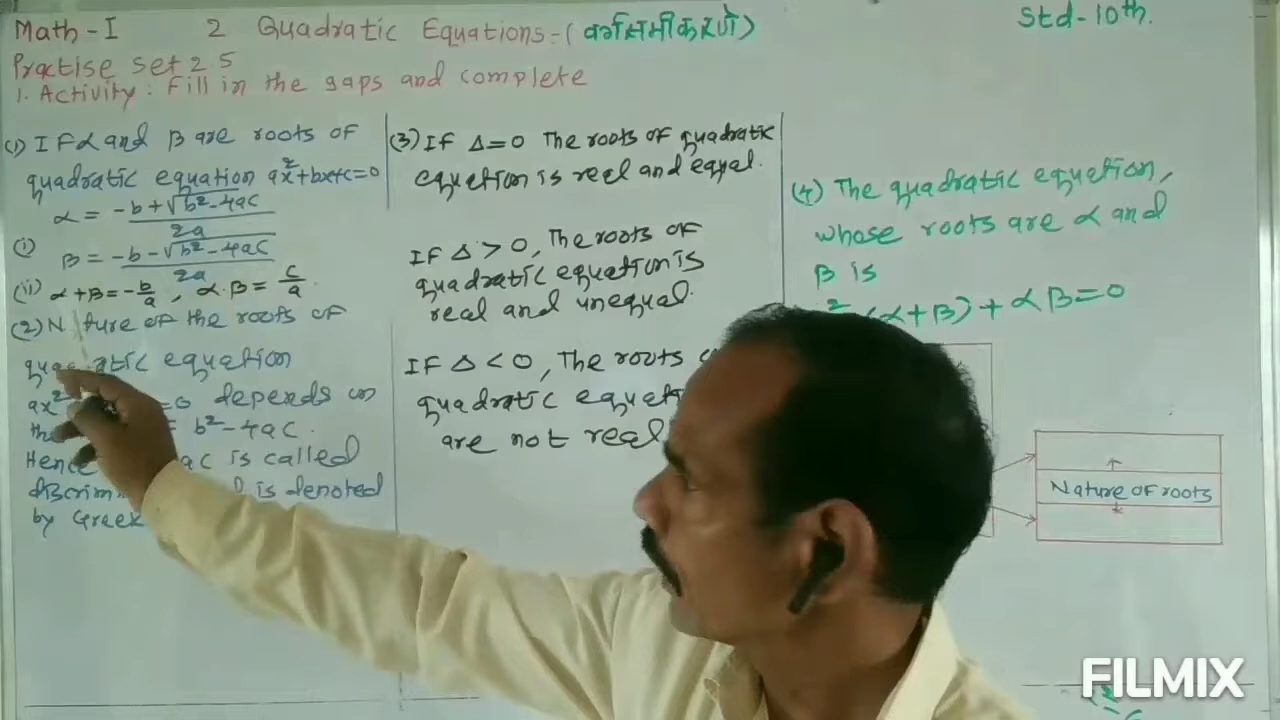 Math-I 2 Quadratic Equations-(वर्गसमीकरणे) Std-10th.
Practise Set 2 5
1. Activity: Fill in the gaps and complete
(1) If α and β are roots of
quadratic equation ax²+bx+c=0
α = -b+√b²-4ac
2a
(i)
β = -b-√b²-4ac
2a
(ii) α+β=-b/a, α.β=c/a.
(2) N ture of the roots of
equation
ax² =0 depends on
= b²-4ac.
Hence ac is called
is denoted
by Greek
(3) If Δ=0 The roots of quadratic
equation is real and equal.
If Δ>0, The roots of
quadratic equation is
real and unequal.
If Δ<0, The roots
quadratic
are not real
(4) The quadratic equation,
whose roots are α and
β is
(α+β)+αβ=0
Nature of roots
FILMIX